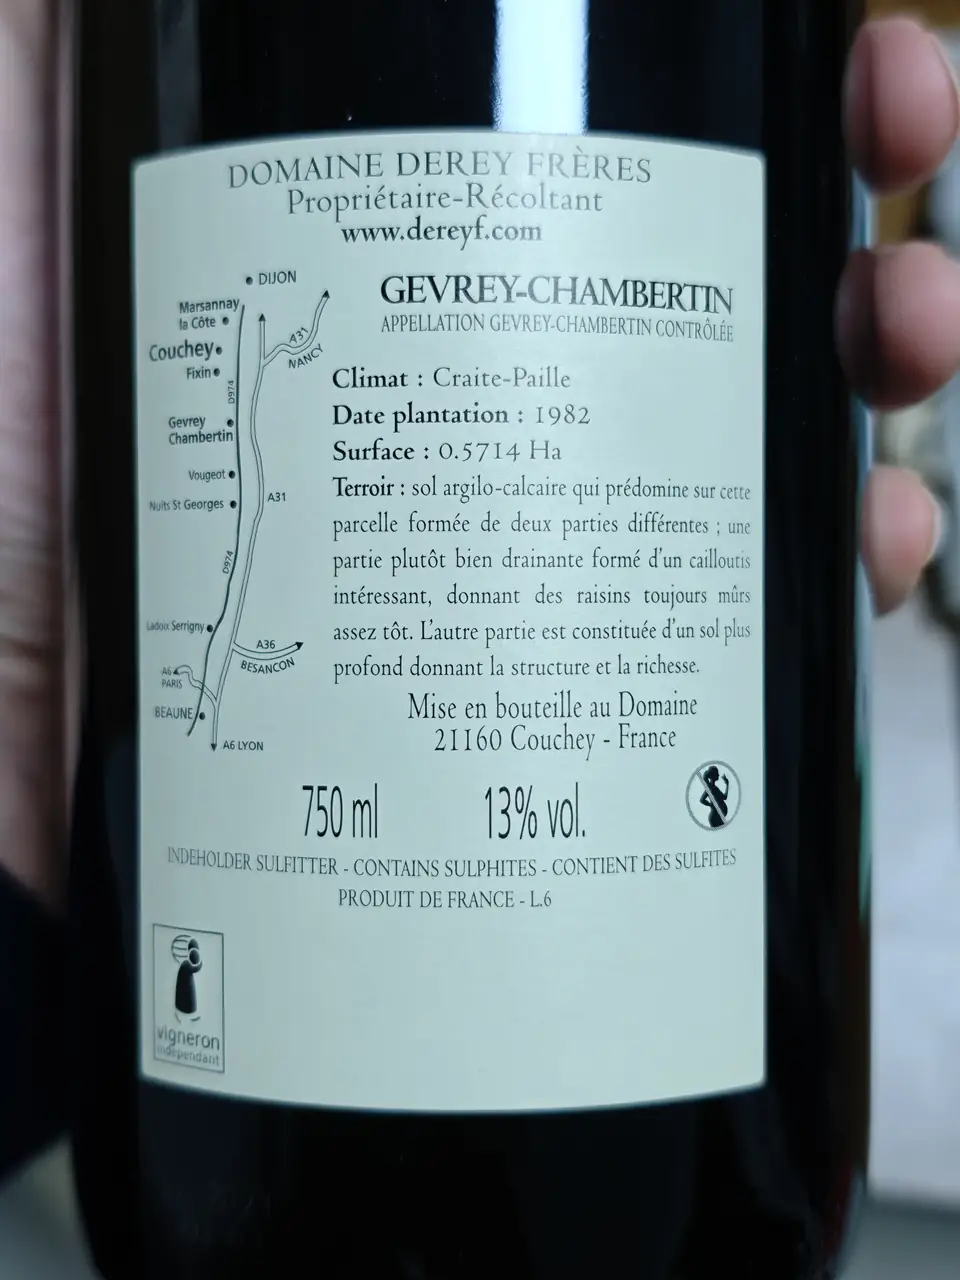 DOMAINE DEREY FRÈRES
Propriétaire-Récoltant
www.dereyf.com
DIJON
Marsannay
la Côte
Couchey
Fixin
D974
A31
NANCY
Gevrey
Chambertin
Vougeot
Nuits St Georges
A31
D974
Ladoix Serrigny
A36
BESANCON
A6
PARIS
BEAUNE
A6 LYON
GEVREY-CHAMBERTIN
APPELLATION GEVREY-CHAMBERTIN CONTRÔLÉE
Climat : Craite-Paille
Date plantation : 1982
Surface : 0.5714 Ha
Terroir : sol argilo-calcaire qui prédomine sur cette
parcelle formée de deux parties différentes ; une
partie plutôt bien drainante formé d'un cailloutis
intéressant, donnant des raisins toujours mûrs
assez tôt. L'autre partie est constituée d'un sol plus
profond donnant la structure et la richesse.
Mise en bouteille au Domaine
21160 Couchey - France
750 ml 13% vol.
INDEHOLDER SULFITTER - CONTAINS SULPHITES - CONTIENT DES SULFITES
PRODUIT DE FRANCE - L.6
vigneron
indépendant